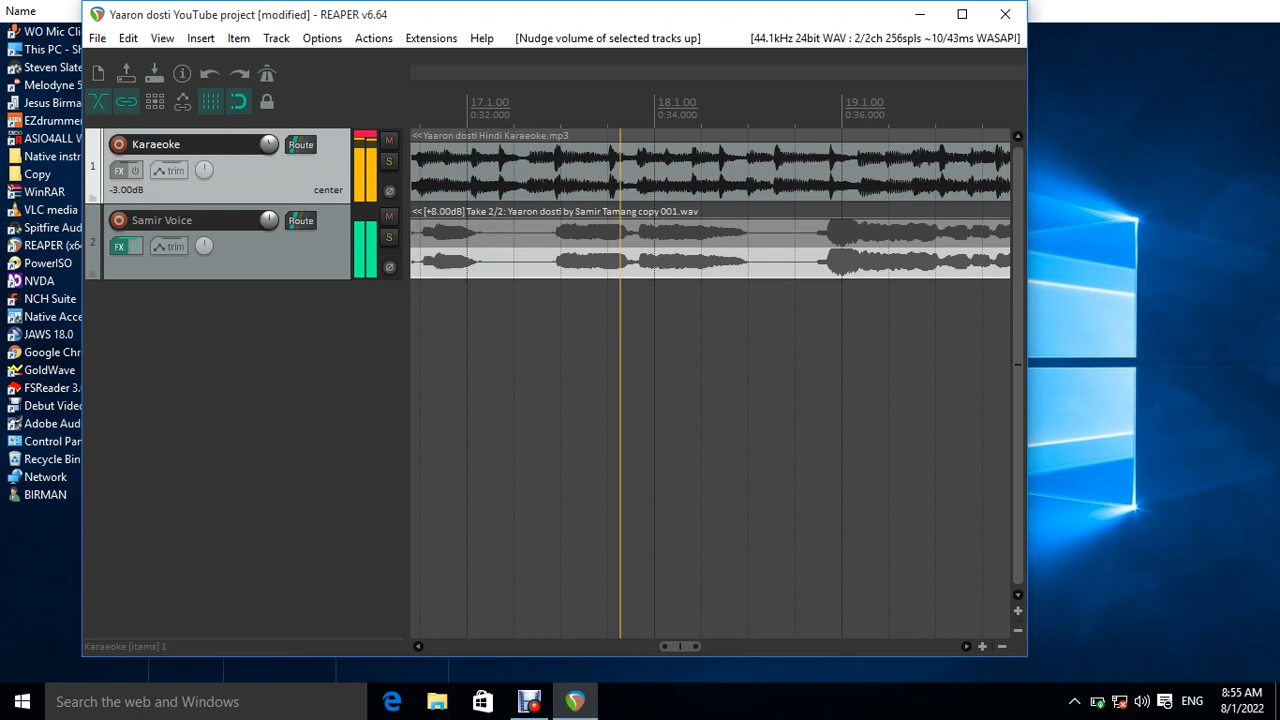 Name
WO Mic Cli
This PC - Sh
Steven Slate
Melodyne 5
Jesus Birma
EZdrummer
ASIO4ALL
Native instr
Copy
WinRAR
VLC media
Spitfire Aud
REAPER (x6
PowerISO
NVDA
NCH Suite
Native Acce
JAWS 18.0
Google Chr
GoldWave
FSReader 3.
Debut Vide
Adobe Aud
Control Pan
Recycle Bin
Network
BIRMAN
Yaaron dosti YouTube project [modified] - REAPER v6.64
File Edit View Insert Item Track Options Actions Extensions Help [Nudge volume of selected tracks up] [44.1kHz 24bit WAV : 2/2ch 256spls ~10/43ms WASAPI]
17.1.00 18.1.00 19.1.00
0:32.000 0:34.000 0:36.000
1 Karaeoke Route M
FX trim S
-3.00dB center
<<Yaaron dosti Hindi Karaeoke.mp3
2 Samir Voice Route M
FX trim S
<<[+8.00dB] Take 2/2: Yaaron dosti by Samir Tamang copy 001.wav
Karaeoke [items] 1
Search the web and Windows
ENG
8:55 AM
8/1/2022